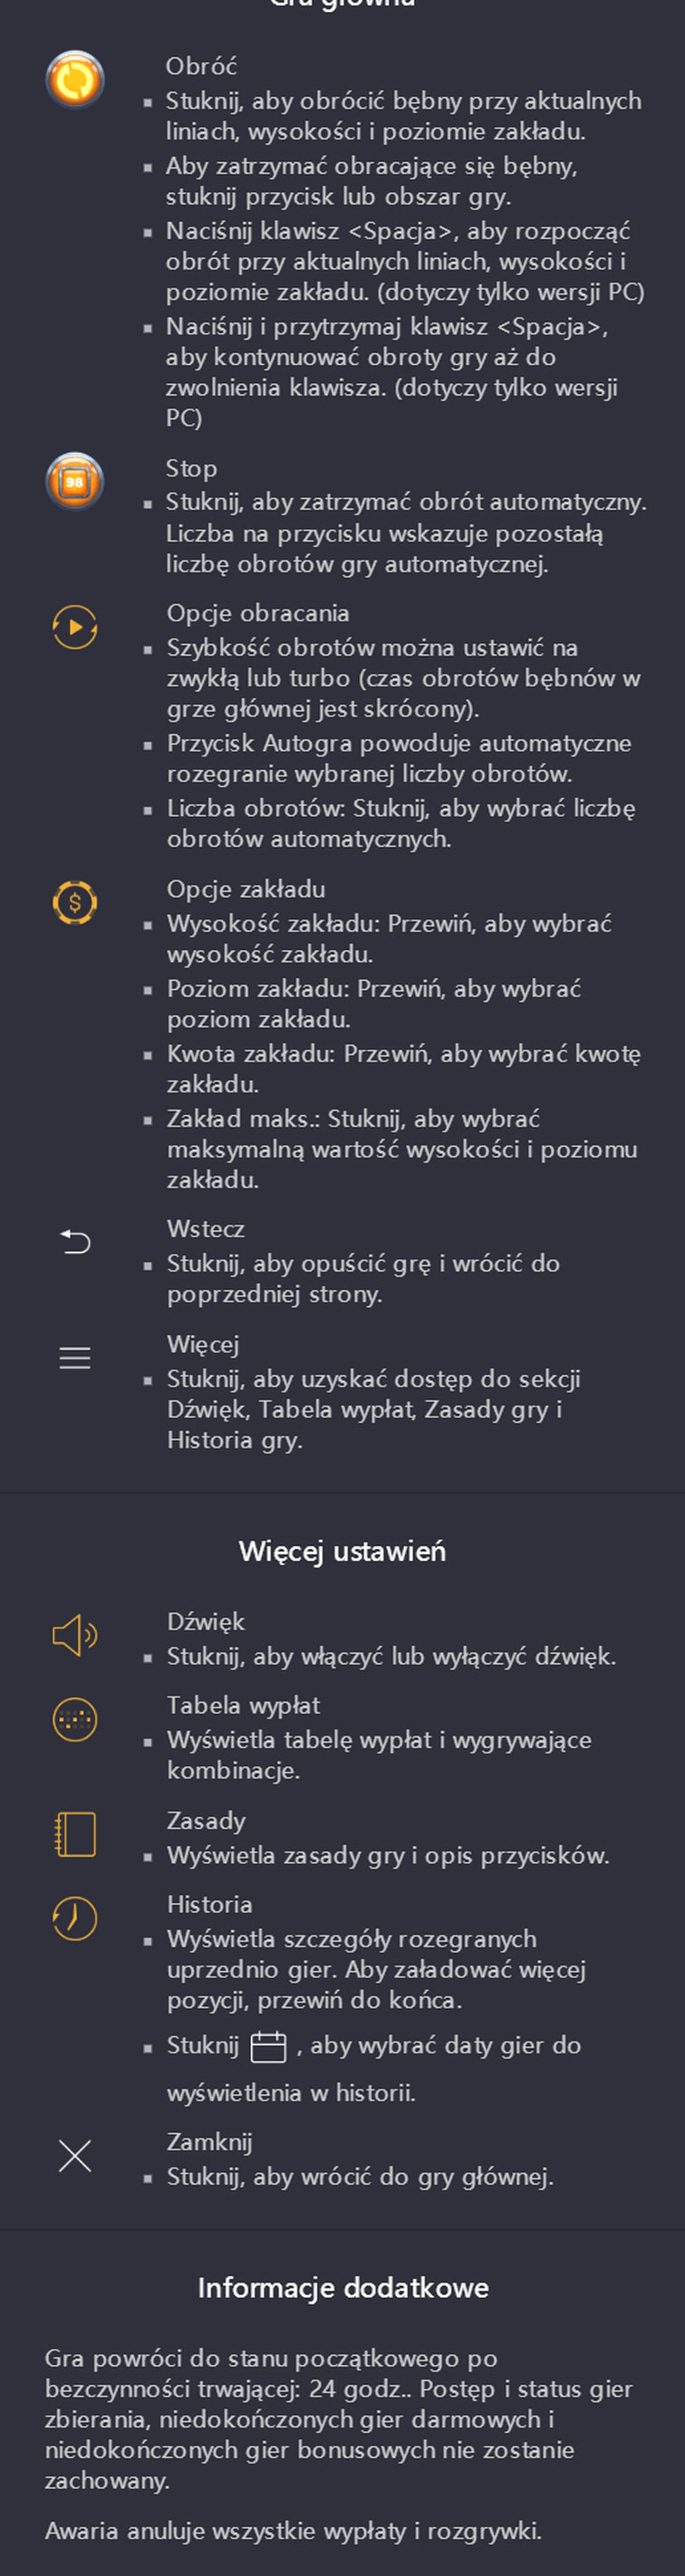 Gra główna
Obróć
▪ Stuknij, aby obrócić bębny przy aktualnych
liniach, wysokości i poziomie zakładu.
▪ Aby zatrzymać obracające się bębny,
stuknij przycisk lub obszar gry.
▪ Naciśnij klawisz <Spacja>, aby rozpocząć
obrót przy aktualnych liniach, wysokości i
poziomie zakładu. (dotyczy tylko wersji PC)
▪ Naciśnij i przytrzymaj klawisz <Spacja>,
aby kontynuować obroty gry aż do
zwolnienia klawisza. (dotyczy tylko wersji
PC)
98
Stop
▪ Stuknij, aby zatrzymać obrót automatyczny.
Liczba na przycisku wskazuje pozostałą
liczbę obrotów gry automatycznej.
Opcje obracania
▪ Szybkość obrotów można ustawić na
zwykłą lub turbo (czas obrotów bębnów w
grze głównej jest skrócony).
▪ Przycisk Autogra powoduje automatyczne
rozegranie wybranej liczby obrotów.
▪ Liczba obrotów: Stuknij, aby wybrać liczbę
obrotów automatycznych.
$
Opcje zakładu
▪ Wysokość zakładu: Przewiń, aby wybrać
wysokość zakładu.
▪ Poziom zakładu: Przewiń, aby wybrać
poziom zakładu.
▪ Kwota zakładu: Przewiń, aby wybrać kwotę
zakładu.
▪ Zakład maks.: Stuknij, aby wybrać
maksymalną wartość wysokości i poziomu
zakładu.
Wstecz
▪ Stuknij, aby opuścić grę i wrócić do
poprzedniej strony.
Więcej
▪ Stuknij, aby uzyskać dostęp do sekcji
Dźwięk, Tabela wypłat, Zasady gry i
Historia gry.
Więcej ustawień
Dźwięk
▪ Stuknij, aby włączyć lub wyłączyć dźwięk.
Tabela wypłat
▪ Wyświetla tabelę wypłat i wygrywające
kombinacje.
Zasady
▪ Wyświetla zasady gry i opis przycisków.
Historia
▪ Wyświetla szczegóły rozegranych
uprzednio gier. Aby załadować więcej
pozycji, przewiń do końca.
▪ Stuknij , aby wybrać daty gier do
wyświetlenia w historii.
Zamknij
▪ Stuknij, aby wrócić do gry głównej.
Informacje dodatkowe
Gra powróci do stanu początkowego po
bezczynności trwającej: 24 godz.. Postęp i status gier
zbierania, niedokończonych gier darmowych i
niedokończonych gier bonusowych nie zostanie
zachowany.
Awaria anuluje wszystkie wypłaty i rozgrywki.